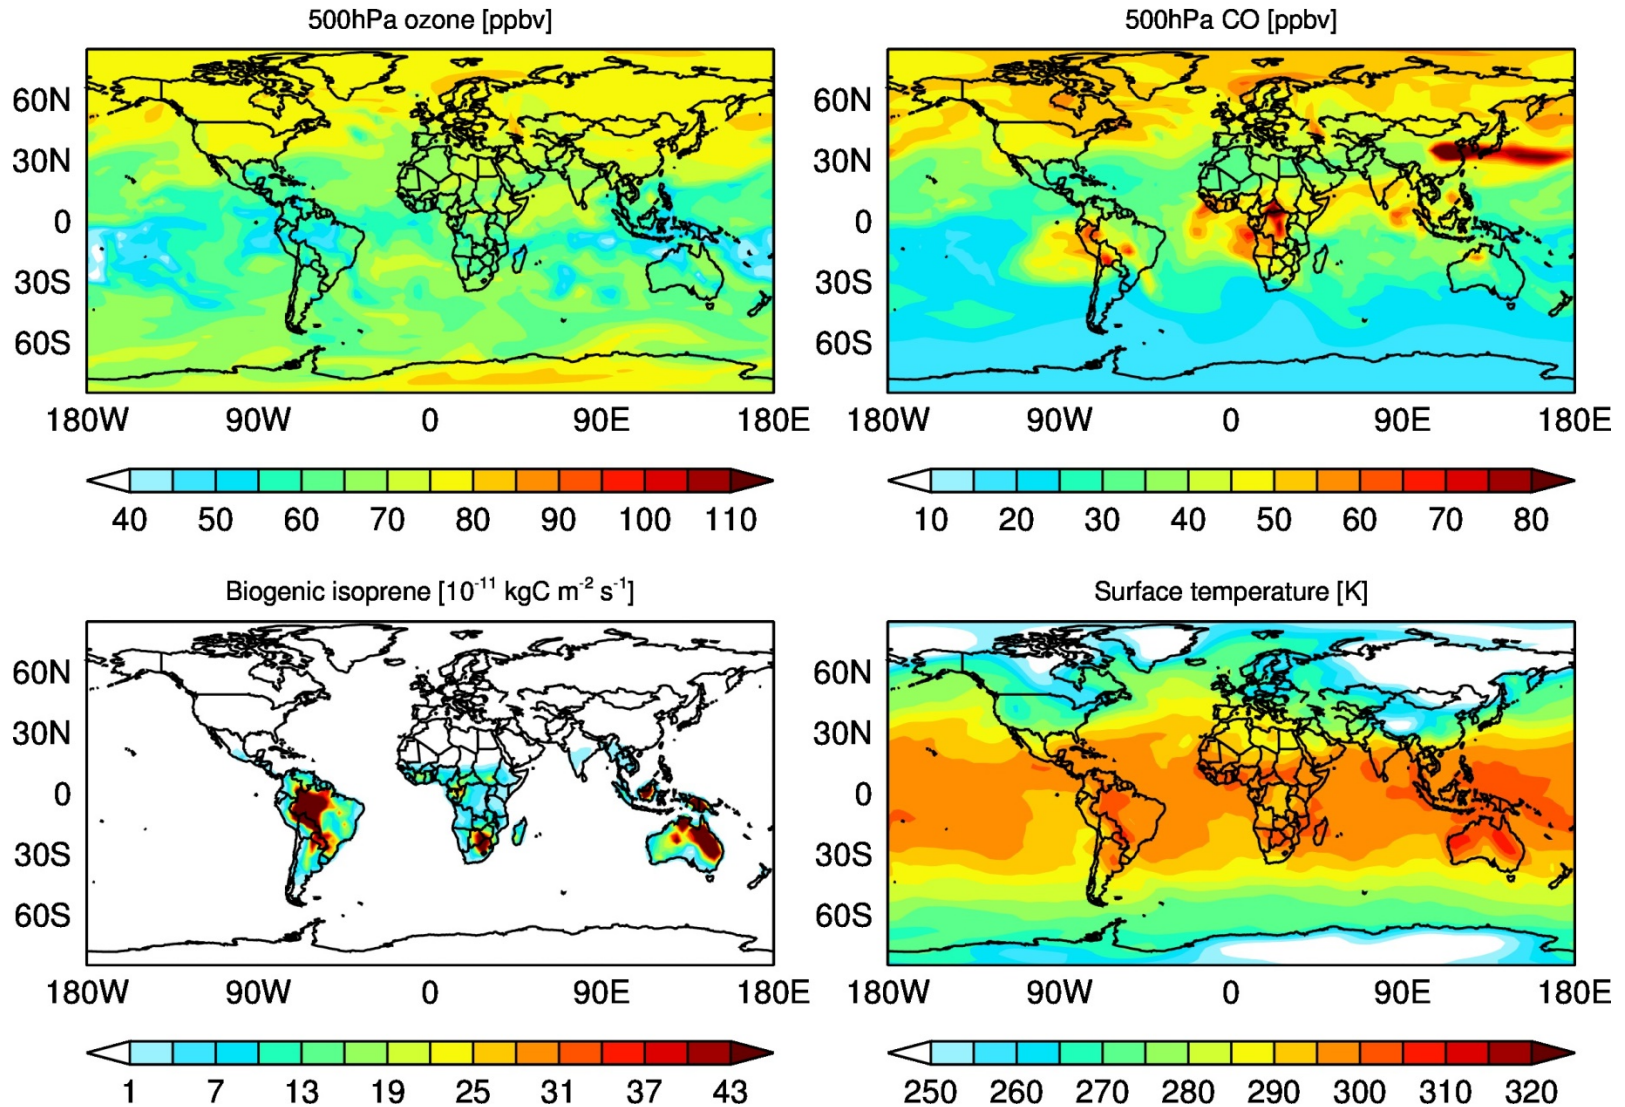 500hPa ozone [ppbv]
60N
30N
0
30S
60S
180W 90W 0 90E 180E
40 50 60 70 80 90 100 110
500hPa CO [ppbv]
60N
30N
0
30S
60S
180W 90W 0 90E 180E
10 20 30 40 50 60 70 80
Biogenic isoprene [10⁻¹¹ kgC m⁻² s⁻¹]
60N
30N
0
30S
60S
180W 90W 0 90E 180E
1 7 13 19 25 31 37 43
Surface temperature [K]
60N
30N
0
30S
60S
180W 90W 0 90E 180E
250 260 270 280 290 300 310 320